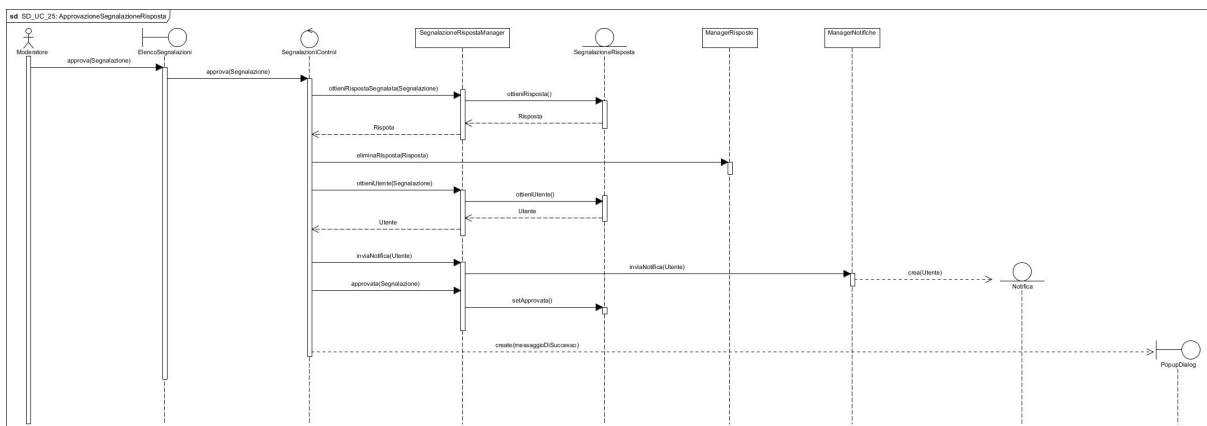 sd SD_UC_25: ApprovazioneSegnalazioneRisposta
Moderatore
ElencoSegnalazioni
SegnalazioniControl
SegnalazioneRispostaManager
SegnalazioneRisposta
ManagerRisposte
ManagerNotifiche
approva(Segnalazione)
approva(Segnalazione)
ottieniRispostaSegnalata(Segnalazione)
ottieniRisposta()
Risposta
Rispota
eliminaRisposta(Risposta)
ottieniUtente(Segnalazione)
ottieniUtente()
Utente
Utente
inviaNotifica(Utente)
inviaNotifica(Utente)
crea(Utente)
Notifica
approvata(Segnalazione)
setApprovata()
create(messaggioDiSuccesso)
PopupDialog